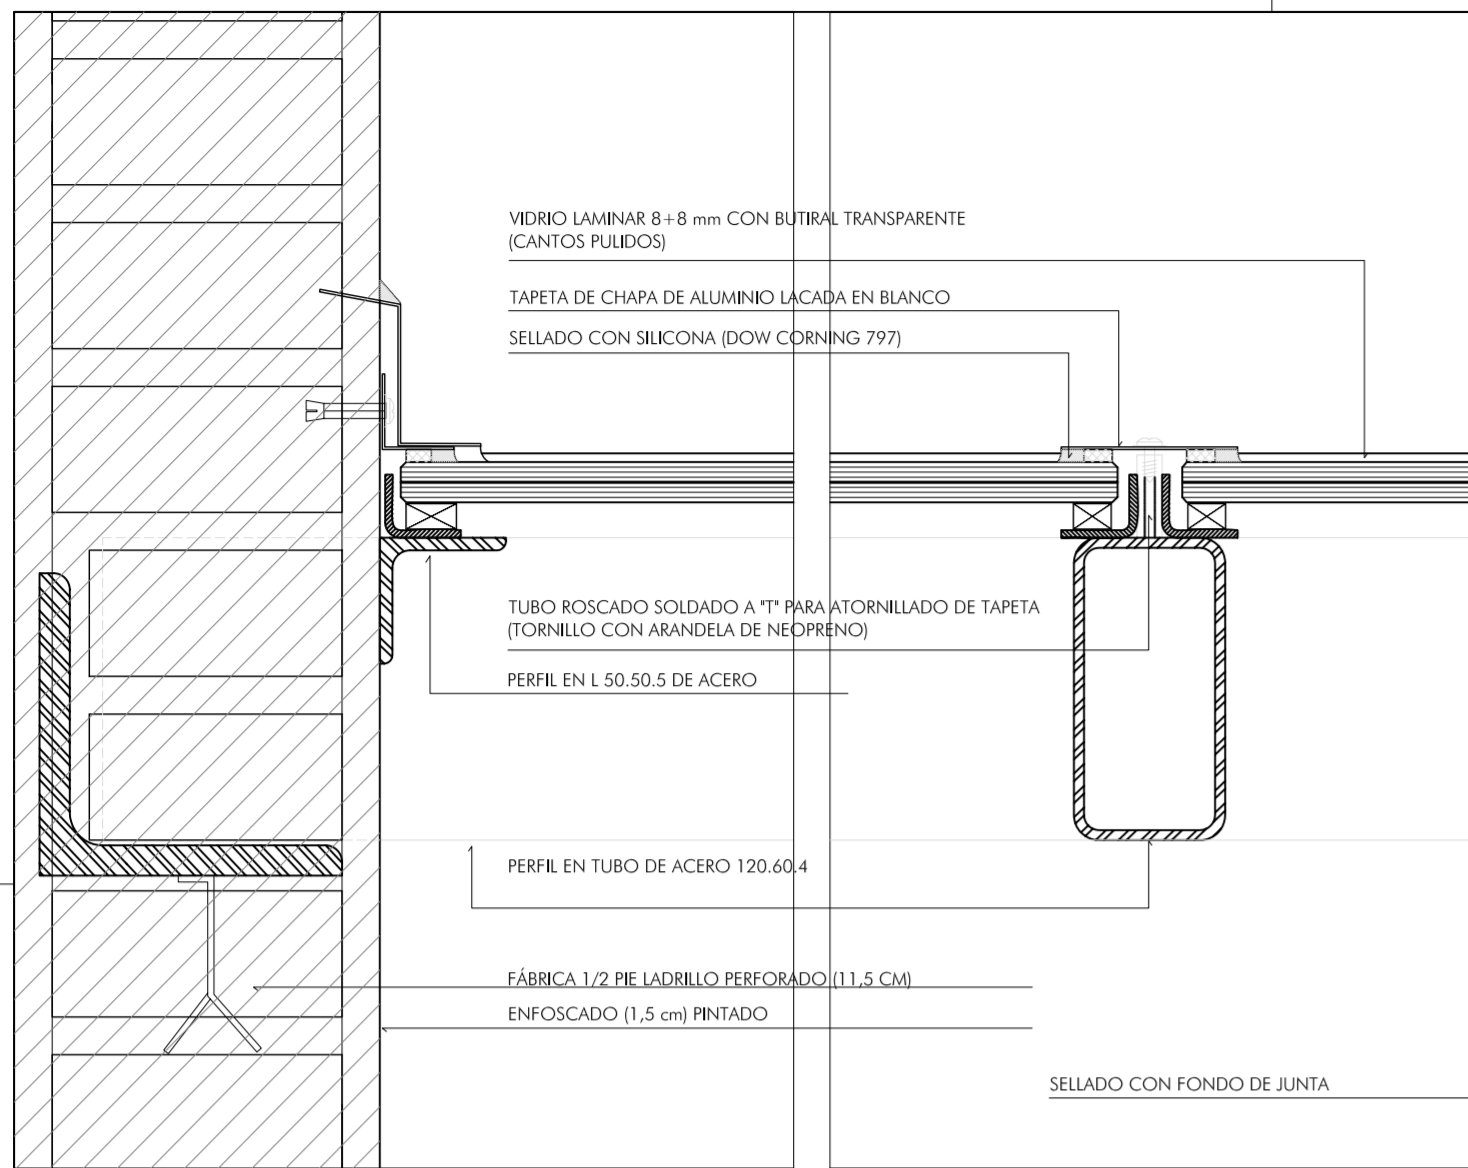 VIDRIO LAMINAR 8+8 mm CON BUTIRAL TRANSPARENTE
(CANTOS PULIDOS)
TAPETA DE CHAPA DE ALUMINIO LACADA EN BLANCO
SELLADO CON SILICONA (DOW CORNING 797)
TUBO ROSCADO SOLDADO A "T" PARA ATORNILLADO DE TAPETA
(TORNILLO CON ARANDELA DE NEOPRENO)
PERFIL EN L 50.50.5 DE ACERO
PERFIL EN TUBO DE ACERO 120.60.4
FÁBRICA 1/2 PIE LADRILLO PERFORADO (11,5 CM)
ENFOSCADO (1,5 cm) PINTADO
SELLADO CON FONDO DE JUNTA